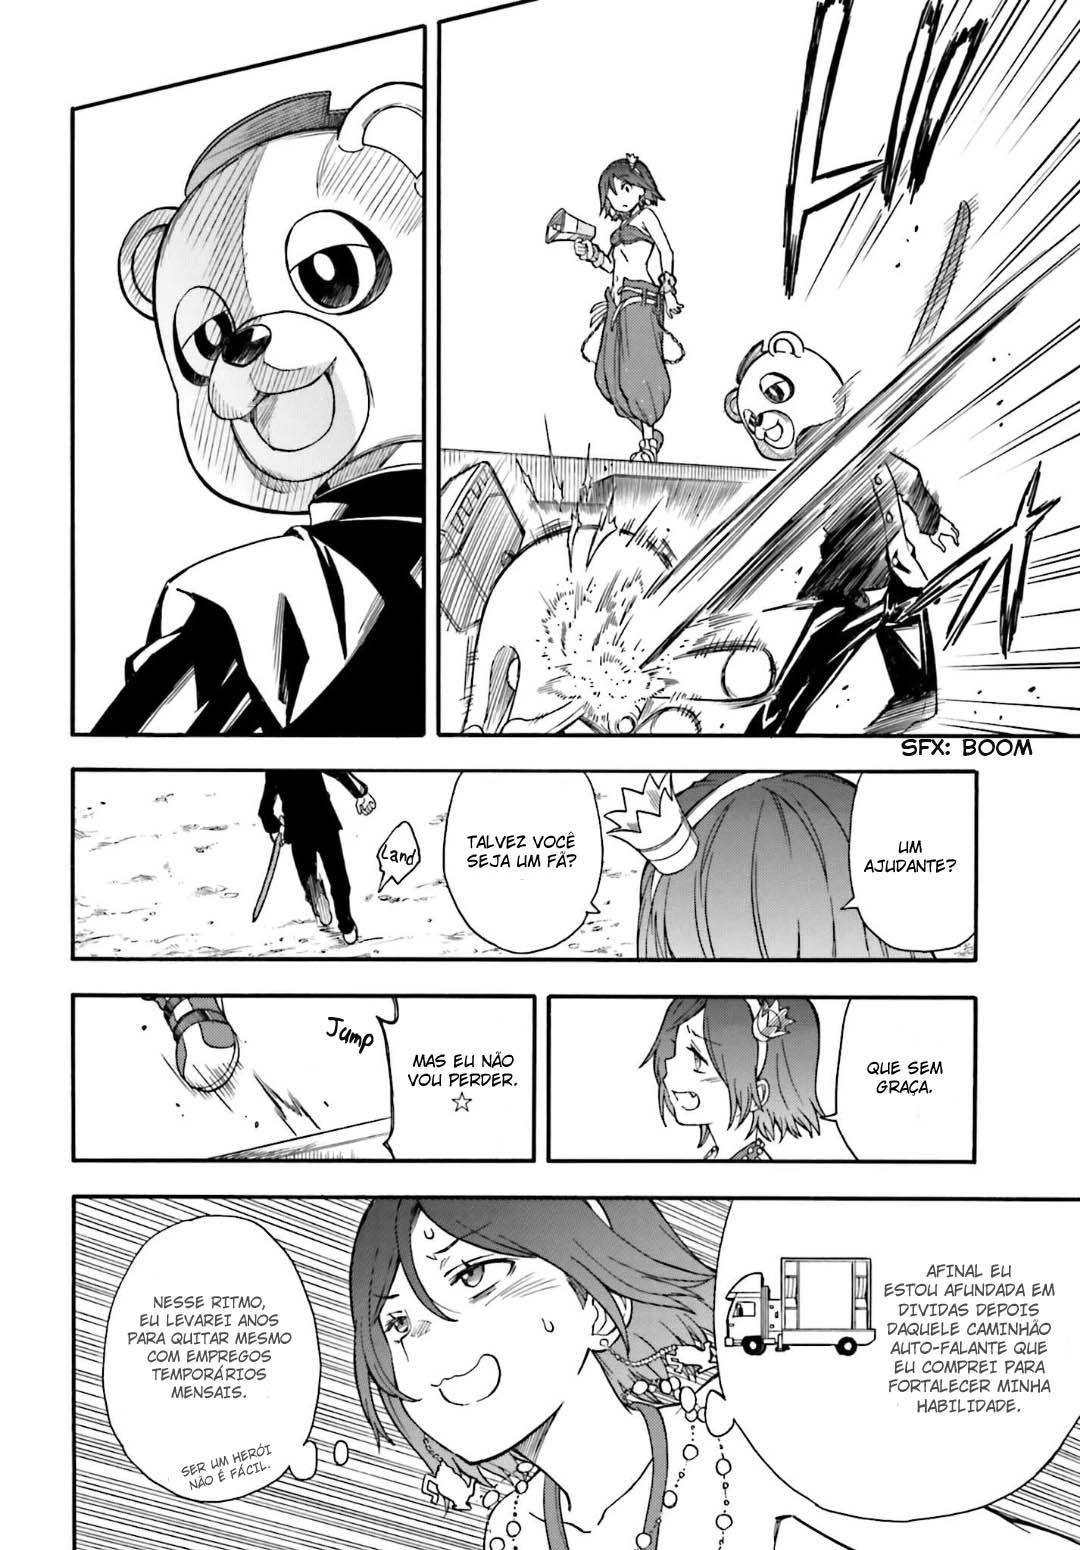 SFX: BOOM
UM
AJUDANTE?
TALVEZ VOCÊ
SEJA UM FÃ?
Land
QUE SEM
GRAÇA.
MAS EU NÃO
VOU PERDER.
☆
Jump
AFINAL EU
ESTOU AFUNDADA EM
DIVIDAS DEPOIS
DAQUELE CAMINHÃO
AUTO-FALANTE QUE
EU COMPREI PARA
FORTALECER MINHA
HABILIDADE.
NESSE RITMO,
EU LEVAREI ANOS
PARA QUITAR MESMO
COM EMPREGOS
TEMPORÁRIOS
MENSAIS.
SER UM HERÓI
NÃO É FÁCIL.